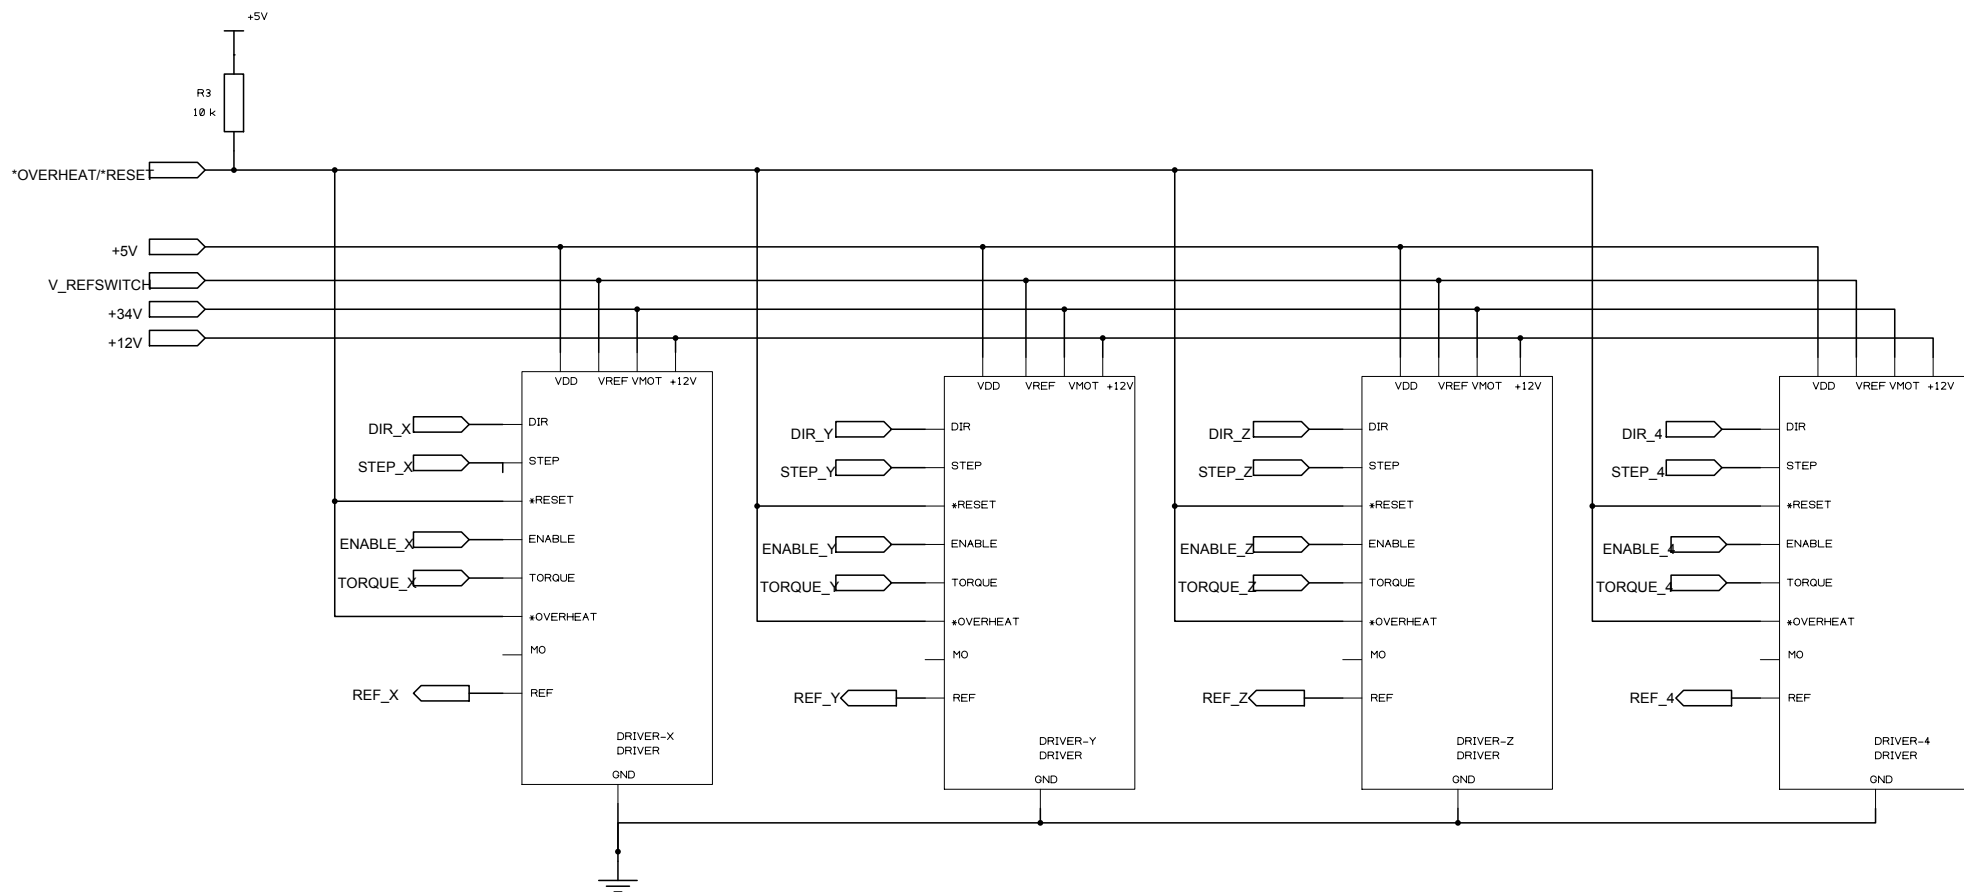 +5V
R3
10 k
*OVERHEAT/*RESET
+5V
V_REFSWITCH
+34V
+12V
VDD VREF VMOT +12V
DIR_X DIR
STEP_X STEP
*RESET
ENABLE_X ENABLE
TORQUE_X TORQUE
*OVERHEAT
MO
REF_X REF
DRIVER-X
DRIVER
GND
VDD VREF VMOT +12V
DIR_Y DIR
STEP_Y STEP
*RESET
ENABLE_Y ENABLE
TORQUE_Y TORQUE
*OVERHEAT
MO
REF_Y REF
DRIVER-Y
DRIVER
GND
VDD VREF VMOT +12V
DIR_Z DIR
STEP_Z STEP
*RESET
ENABLE_Z ENABLE
TORQUE_Z TORQUE
*OVERHEAT
MO
REF_Z REF
DRIVER-Z
DRIVER
GND
VDD VREF VMOT +12V
DIR_4 DIR
STEP_4 STEP
*RESET
ENABLE_4 ENABLE
TORQUE_4 TORQUE
*OVERHEAT
MO
REF_4 REF
DRIVER-4
DRIVER
GND